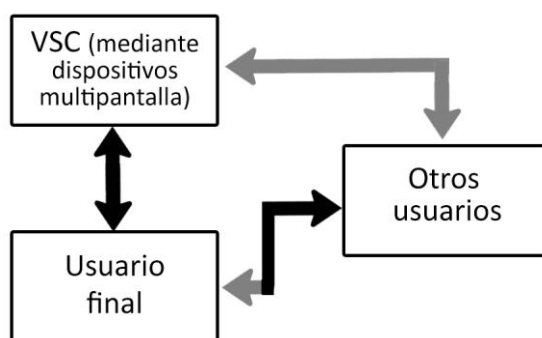 VSC (mediante
dispositivos
multipantalla)
Otros
usuarios
Usuario
final